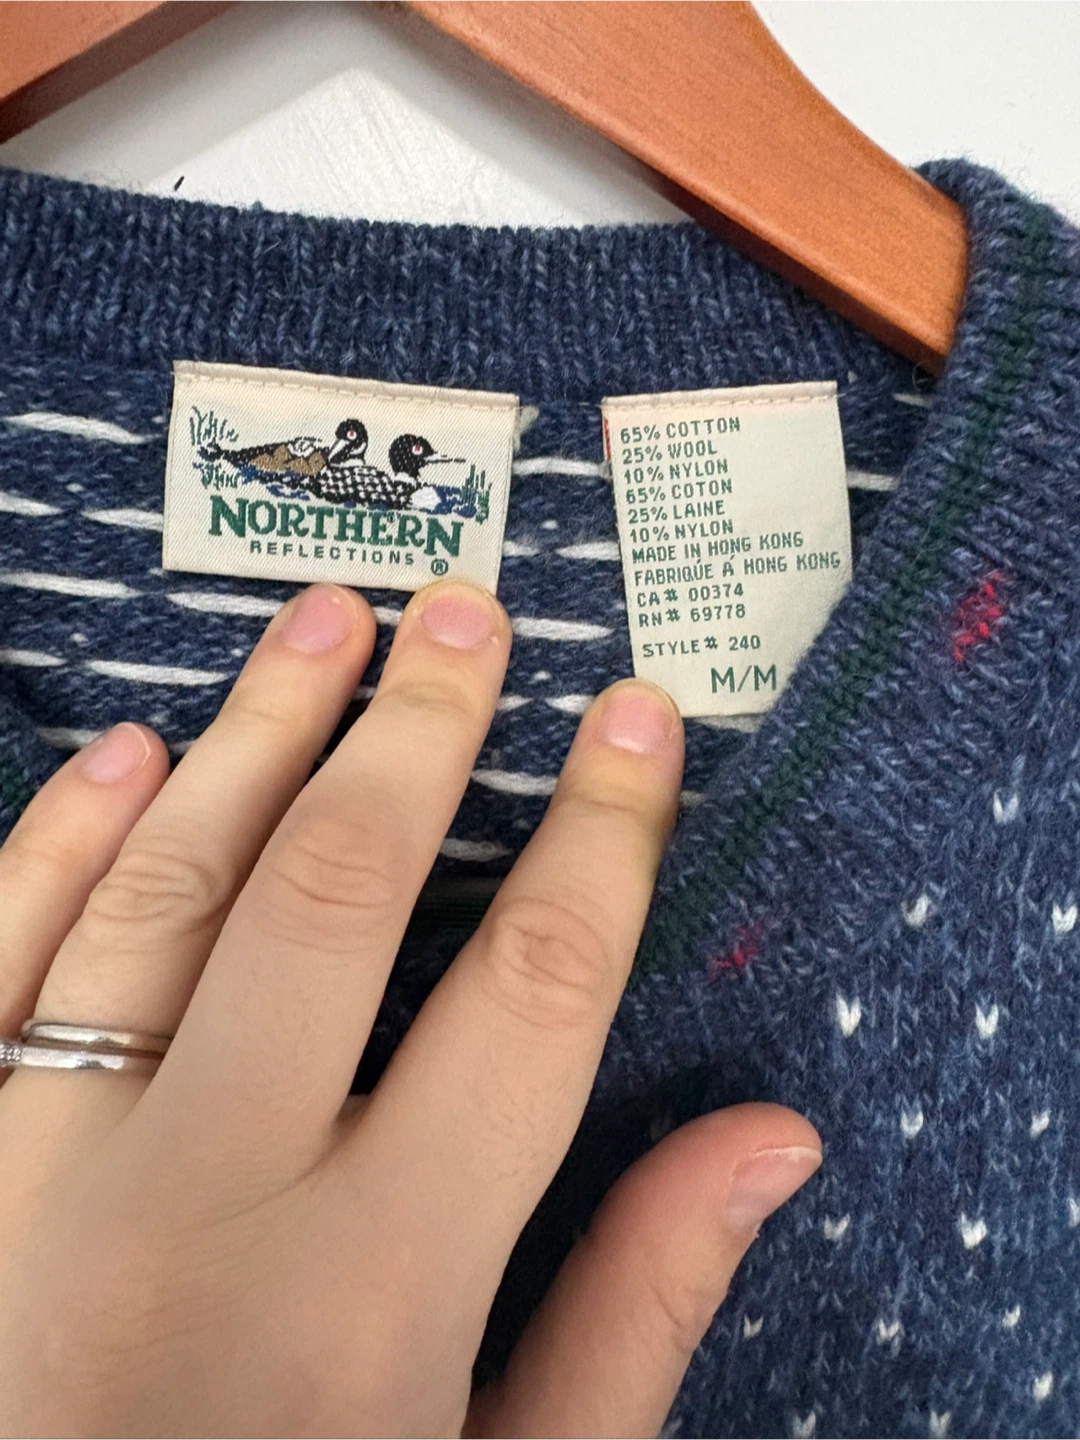 NORTHERN
REFLECTIONS ®
65% COTTON
25% WOOL
10% NYLON
65% COTON
25% LAINE
10% NYLON
MADE IN HONG KONG
FABRIQUÉ Á HONG KONG
CA# 00374
RN# 69778
STYLE# 240
M/M